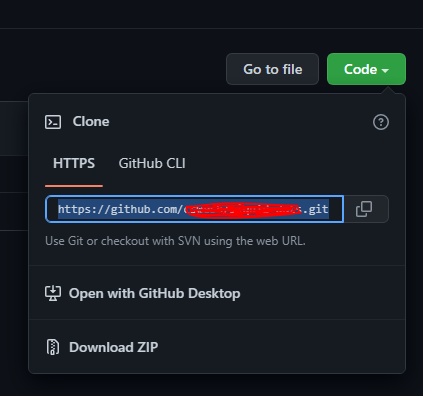 Go to file
Code
Clone
HTTPS
GitHub CLI
https://github.com/ s.git
Use Git or checkout with SVN using the web URL.
Open with GitHub Desktop
Download ZIP